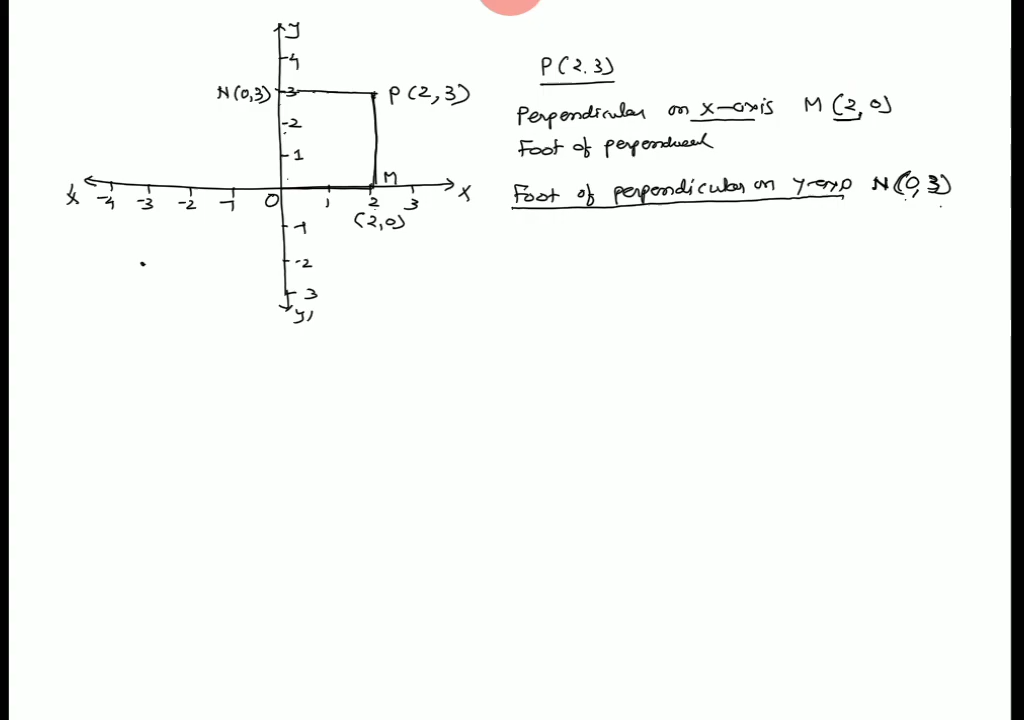 y
4
N(0,3) 3 P(2,3)
2
1
M
X -4 -3 -2 -1 O 1 2 3 X
(2,0)
-1
-2
3
y'
P(2.3)
Perpendicular on x-axis M(2,0)
Foot of
Foot of perpendicular on y-axis N(0,3)